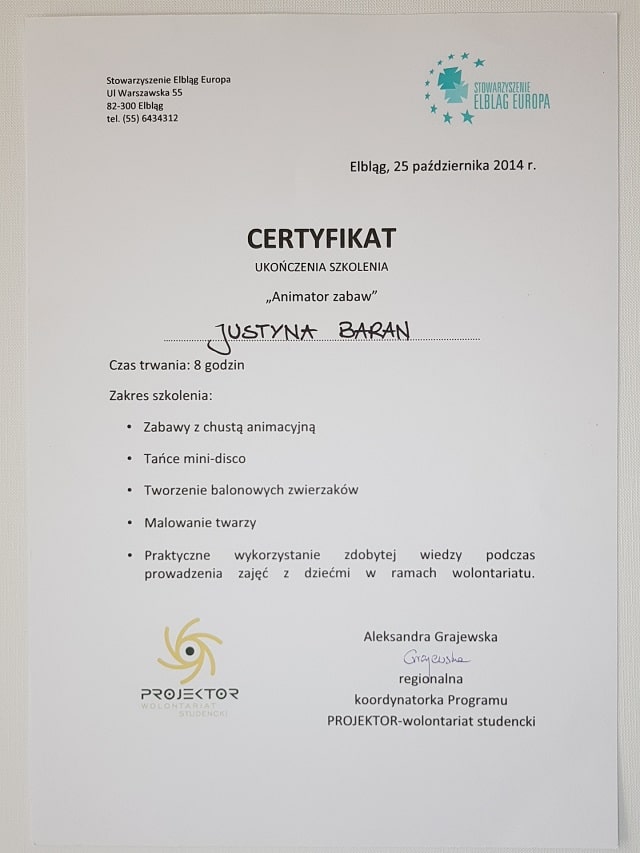 Stowarzyszenie Elbląg Europa
Ul Warszawska 55
82-300 Elbląg
tel. (55) 6434312
STOWARZYSZENIE
ELBLĄG EUROPA
Elbląg, 25 października 2014 r.
CERTYFIKAT
UKOŃCZENIA SZKOLENIA
„Animator zabaw”
JUSTYNA BARAN
Czas trwania: 8 godzin
Zakres szkolenia:
• Zabawy z chustą animacyjną
• Tańce mini-disco
• Tworzenie balonowych zwierzaków
• Malowanie twarzy
• Praktyczne wykorzystanie zdobytej wiedzy podczas
prowadzenia zajęć z dziećmi w ramach wolontariatu.
PROJEKTOR
WOLONTARIAT
STUDENCKI
Aleksandra Grajewska
Grajewska
regionalna
koordynatorka Programu
PROJEKTOR-wolontariat studencki